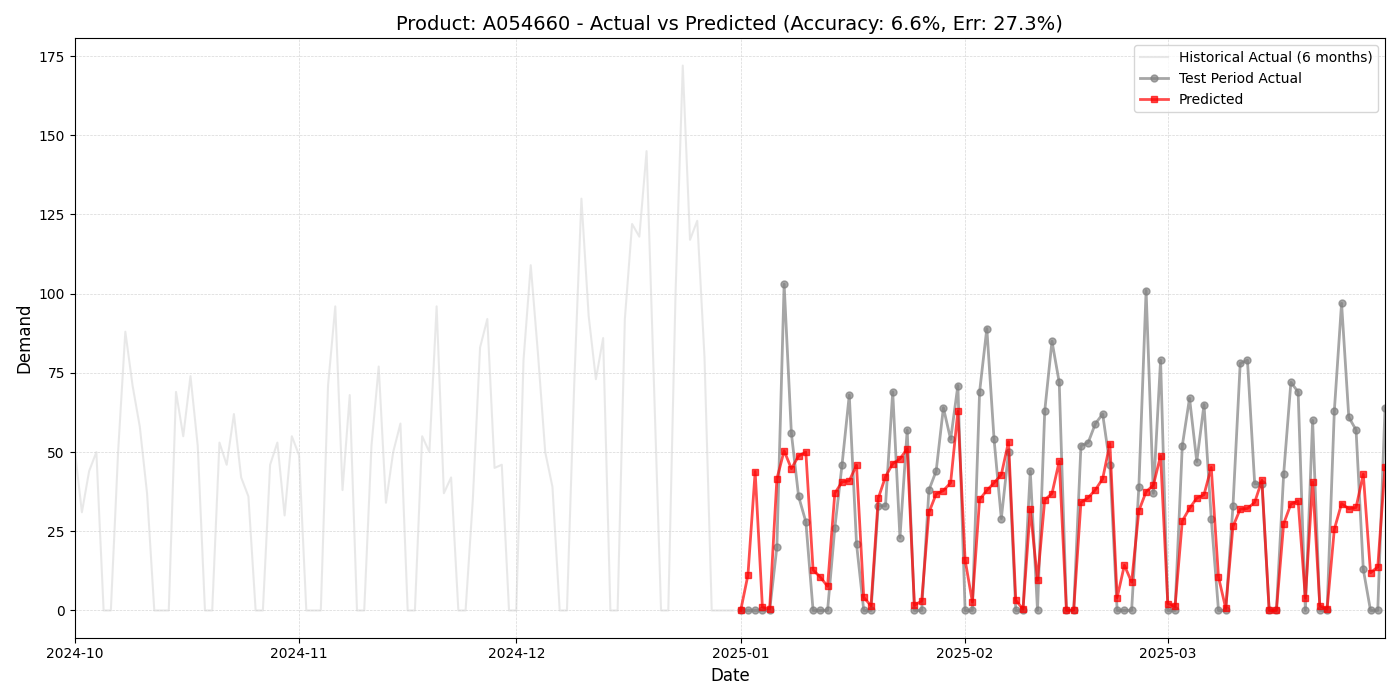 Product: A054660 - Actual vs Predicted (Accuracy: 6.6%, Err: 27.3%)
Historical Actual (6 months)
Test Period Actual
Predicted
Demand
175
150
125
100
75
50
25
0
2024-10
2024-11
2024-12
2025-01
2025-02
2025-03
Date